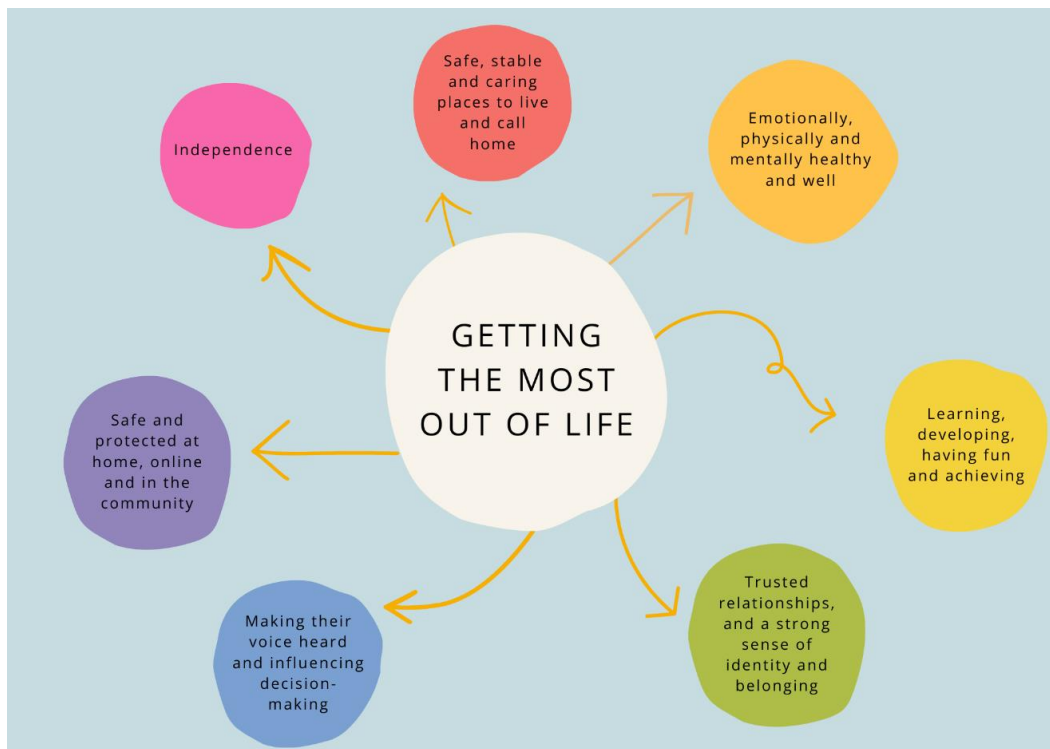 GETTING
THE MOST
OUT OF LIFE
Safe, stable
and caring
places to live
and call
home
Emotionally,
physically and
mentally healthy
and well
Learning,
developing,
having fun
and achieving
Trusted
relationships,
and a strong
sense of
identity and
belonging
Making their
voice heard
and influencing
decision-
making
Safe and
protected at
home, online
and in the
community
Independence